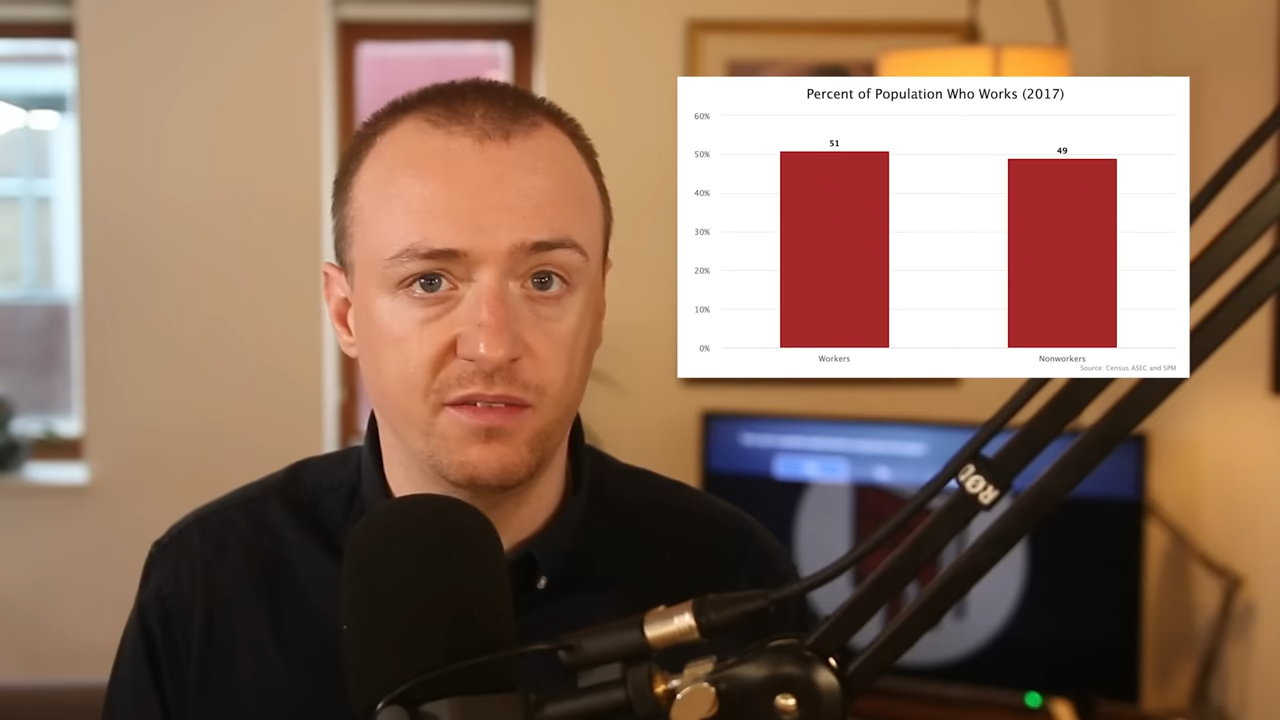 Percent of Population Who Works (2017)
60%
50%
40%
30%
20%
10%
0%
51
49
Workers
Nonworkers
Source: Census ASEC and SPM
RØD